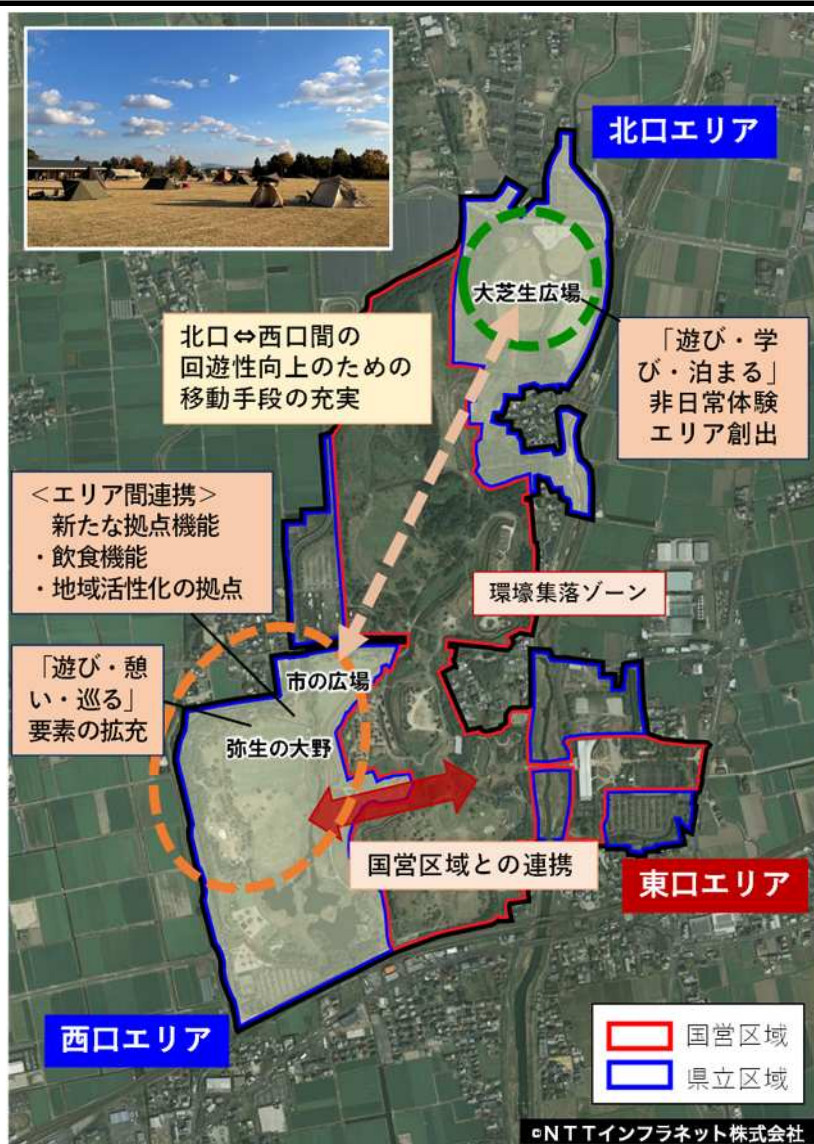 北口エリア
大芝生広場
北口⇔西口間の
回遊性向上のための
移動手段の充実
「遊び・学
び・泊まる」
非日常体験
エリア創出
＜エリア間連携＞
新たな拠点機能
・飲食機能
・地域活性化の拠点
環壕集落ゾーン
「遊び・憩
い・巡る」
要素の拡充
市の広場
弥生の大野
国営区域との連携
東口エリア
西口エリア
国営区域
県立区域
©NTTインフラネット株式会社